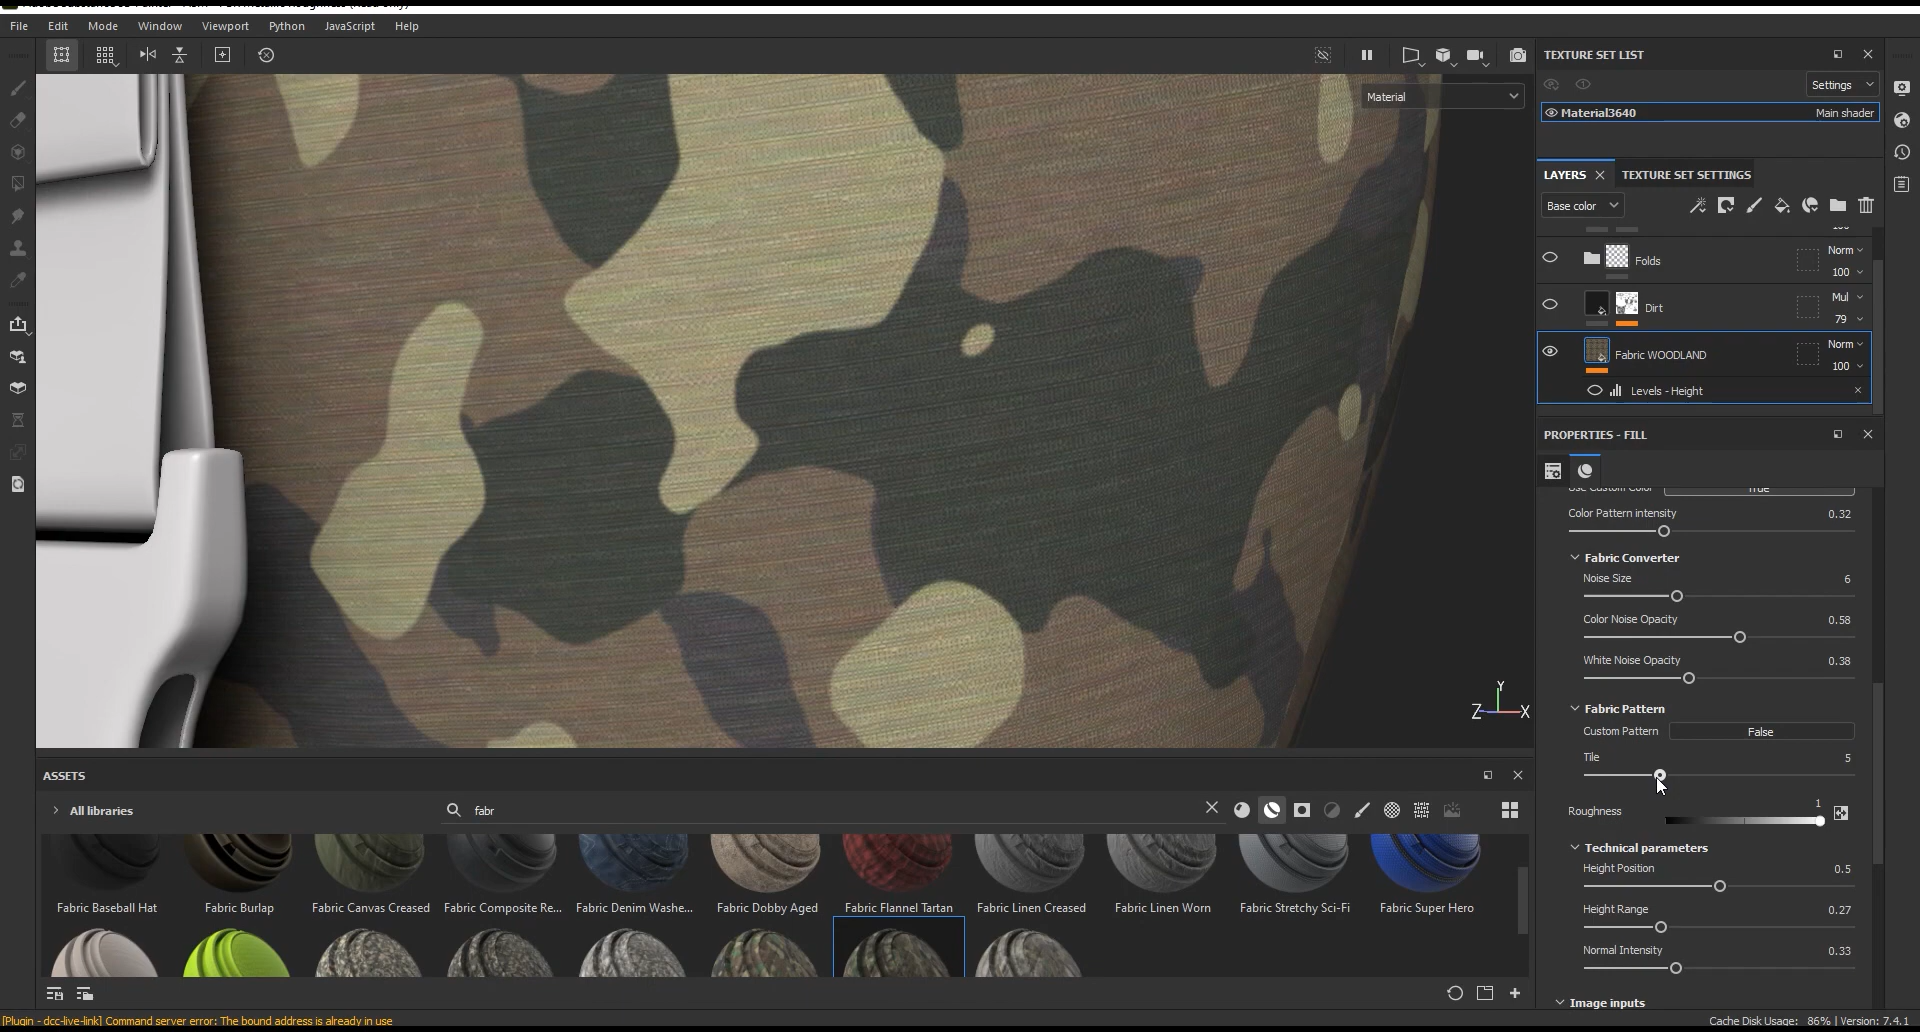 File Edit Mode Window Viewport Python JavaScript Help
Material
TEXTURE SET LIST
Settings
Material3640 Main shader
LAYERS TEXTURE SET SETTINGS
Base color
Folds Norm
100
Dirt Mul
79
Fabric WOODLAND Norm
100
Levels - Height
PROPERTIES - FILL
Use Custom Color True
Color Pattern intensity 0.32
Fabric Converter
Noise Size 6
Color Noise Opacity 0.58
White Noise Opacity 0.38
Fabric Pattern
Custom Pattern False
Tile 5
Roughness 1
Technical parameters
Height Position 0.5
Height Range 0.27
Normal Intensity 0.33
Image inputs
Y
Z X
ASSETS
All libraries fabr
Fabric Baseball Hat Fabric Burlap Fabric Canvas Creased Fabric Composite Re... Fabric Denim Washe... Fabric Dobby Aged Fabric Flannel Tartan Fabric Linen Creased Fabric Linen Worn Fabric Stretchy Sci-Fi Fabric Super Hero
[Plugin - dcc-live-link] Command server error: The bound address is already in use
Cache Disk Usage: 86% | Version: 7.4.1